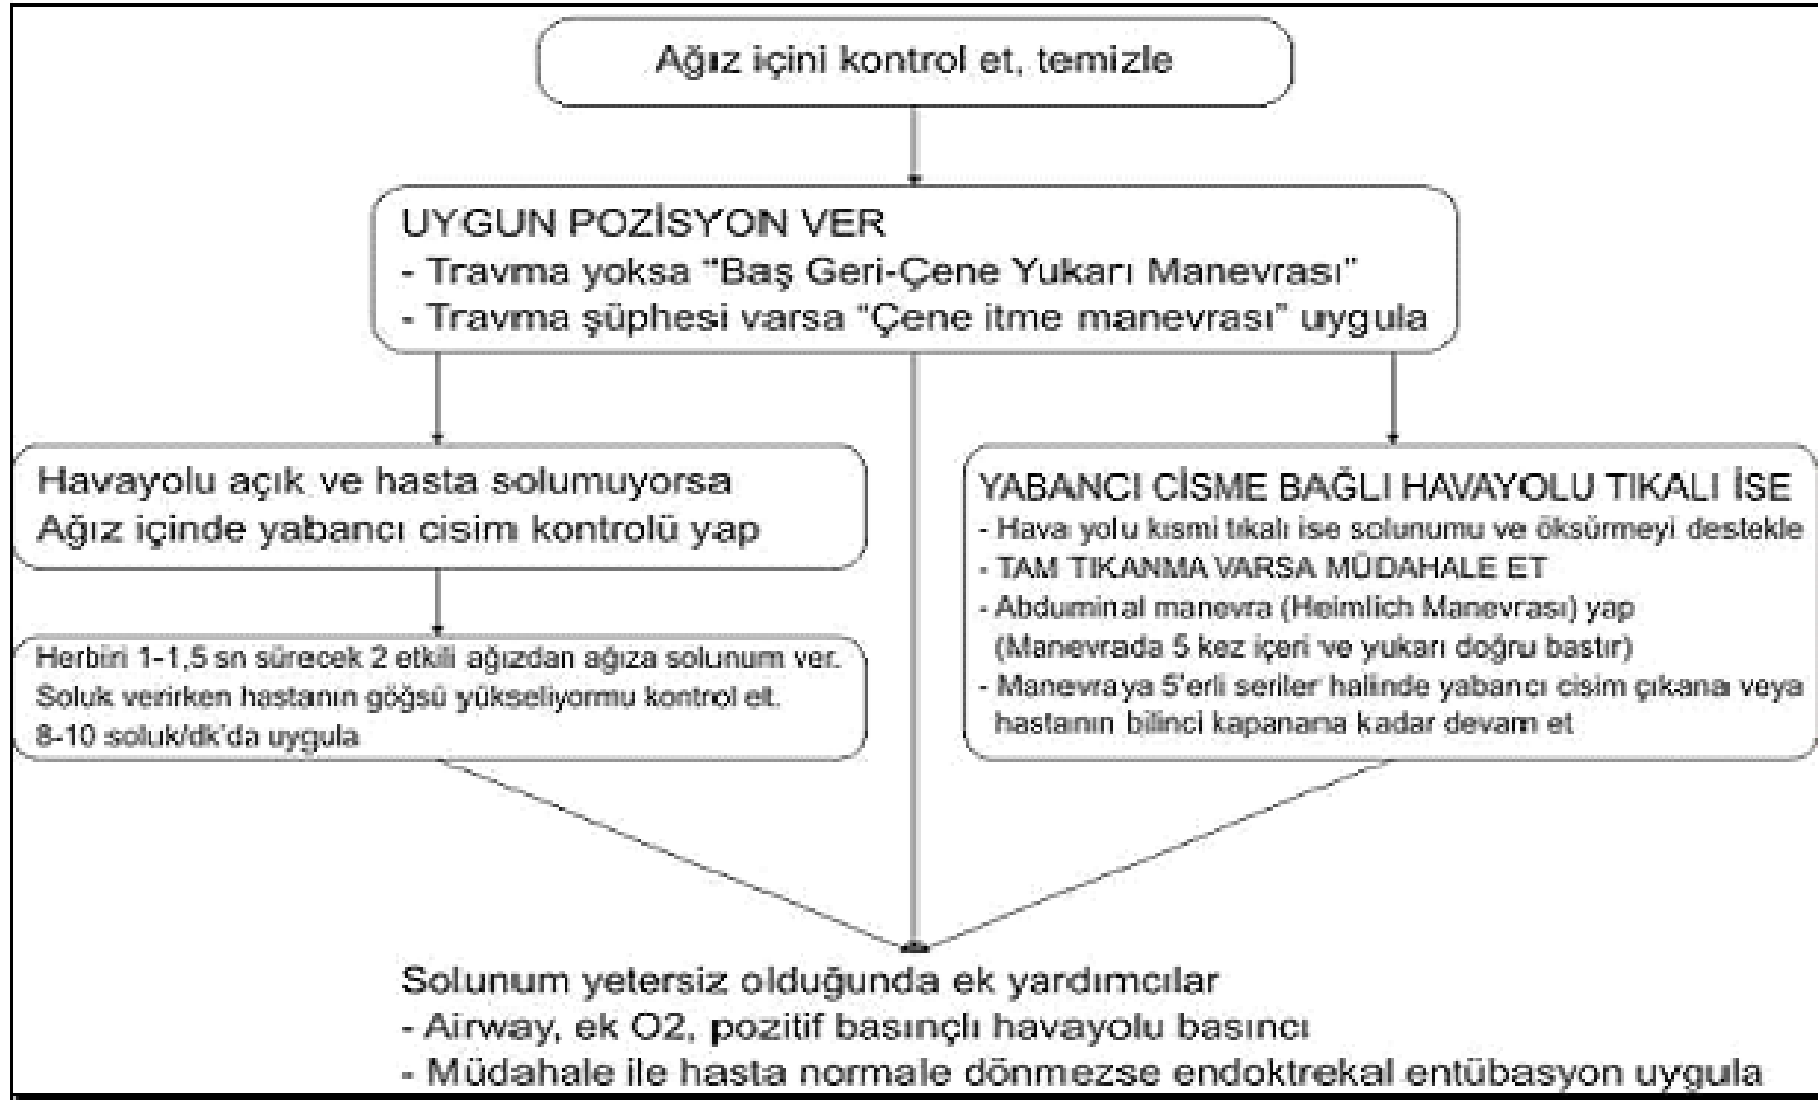 Ağız içini kontrol et, temizle
UYGUN POZİSYON VER
- Travma yoksa “Baş Geri-Çene Yukarı Manevrası”
- Travma şüphesi varsa “Çene itme manevrası” uygula
Havayolu açık ve hasta solumuyorsa
Ağız içinde yabancı cisim kontrolü yap
Herbiri 1-1,5 sn sürecek 2 etkili ağızdan ağıza solunum ver.
Soluk verirken hastanın göğsü yükseliyormu kontrol et.
8-10 soluk/dk'da uygula
YABANCI CİSME BAĞLI HAVAYOLU TIKALI İSE
- Hava yolu kısmi tıkalı ise solunumu ve öksürmeyi destekle
- TAM TIKANMA VARSA MÜDAHALE ET
- Abduminal manevra (Heimlich Manevrası) yap
(Manevrada 5 kez içeri ve yukarı doğru bastır)
- Manevraya 5'erli seriler halinde yabancı cisim çıkana veya
hastanın bilinci kapanana kadar devam et
Solunum yetersiz olduğunda ek yardımcılar
- Airway, ek O2, pozitif basınçlı havayolu basıncı
- Müdahale ile hasta normale dönmezse endoktrekal entübasyon uygula